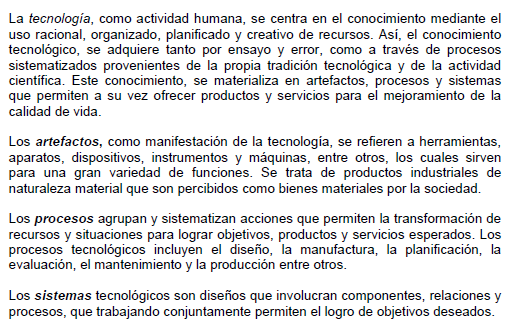 La tecnología, como actividad humana, se centra en el conocimiento mediante el
uso racional, organizado, planificado y creativo de recursos. Así, el conocimiento
tecnológico, se adquiere tanto por ensayo y error, como a través de procesos
sistematizados provenientes de la propia tradición tecnológica y de la actividad
científica. Este conocimiento, se materializa en artefactos, procesos y sistemas
que permiten a su vez ofrecer productos y servicios para el mejoramiento de la
calidad de vida.
Los artefactos, como manifestación de la tecnología, se refieren a herramientas,
aparatos, dispositivos, instrumentos y máquinas, entre otros, los cuales sirven
para una gran variedad de funciones. Se trata de productos industriales de
naturaleza material que son percibidos como bienes materiales por la sociedad.
Los procesos agrupan y sistematizan acciones que permiten la transformación de
recursos y situaciones para lograr objetivos, productos y servicios esperados. Los
procesos tecnológicos incluyen el diseño, la manufactura, la planificación, la
evaluación, el mantenimiento y la producción entre otros.
Los sistemas tecnológicos son diseños que involucran componentes, relaciones y
procesos, que trabajando conjuntamente permiten el logro de objetivos deseados.